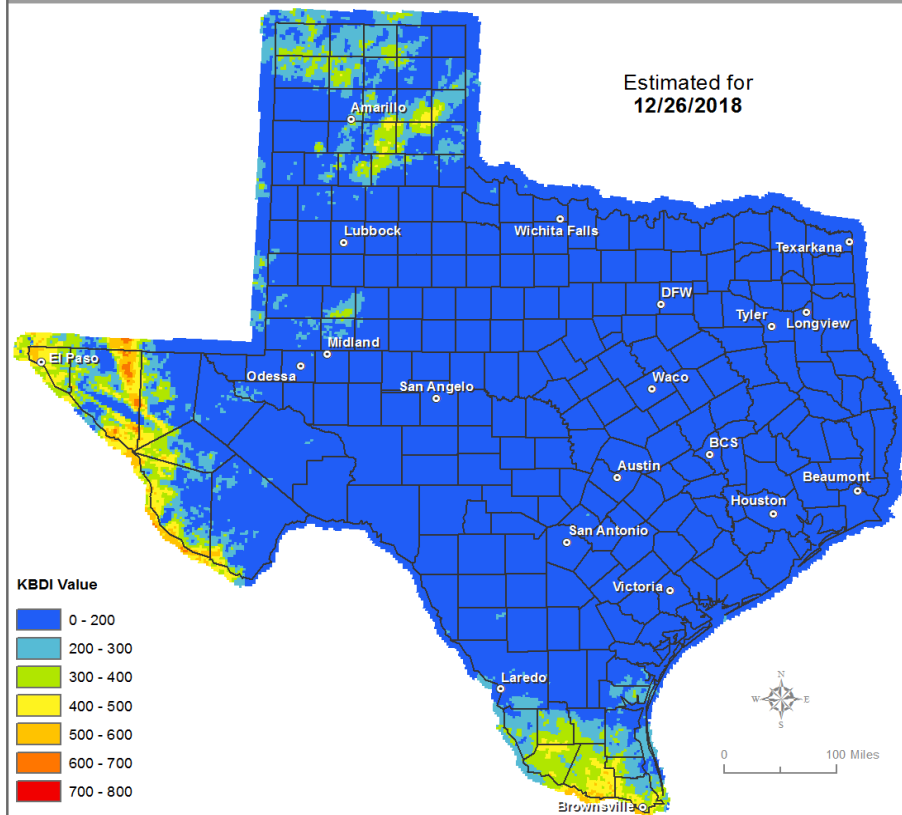 Estimated for
12/26/2018
Amarillo
Lubbock
Wichita Falls
Texarkana
DFW
Tyler
Longview
Midland
El Paso
Odessa
San Angelo
Waco
BCS
Austin
Beaumont
Houston
San Antonio
Victoria
Laredo
Brownsville
KBDI Value
0 - 200
200 - 300
300 - 400
400 - 500
500 - 600
600 - 700
700 - 800
N
W
E
S
0
100 Miles